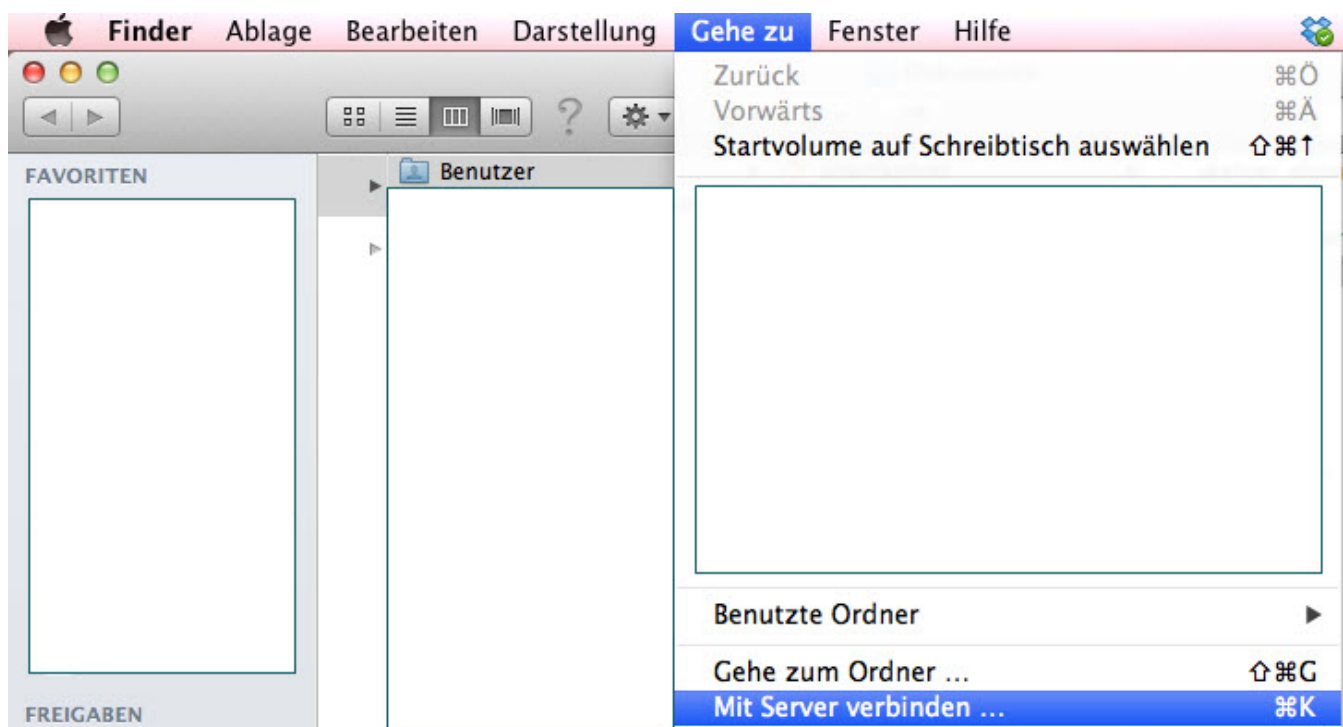 Finder Ablage Bearbeiten Darstellung Gehe zu Fenster Hilfe
Zurück ⌘Ö
Vorwärts ⌘Ä
Startvolume auf Schreibtisch auswählen ⇧⌘↑
FAVORITEN
Benutzer
Benutzte Ordner
Gehe zum Ordner ... ⇧⌘G
Mit Server verbinden ... ⌘K
FREIGABEN